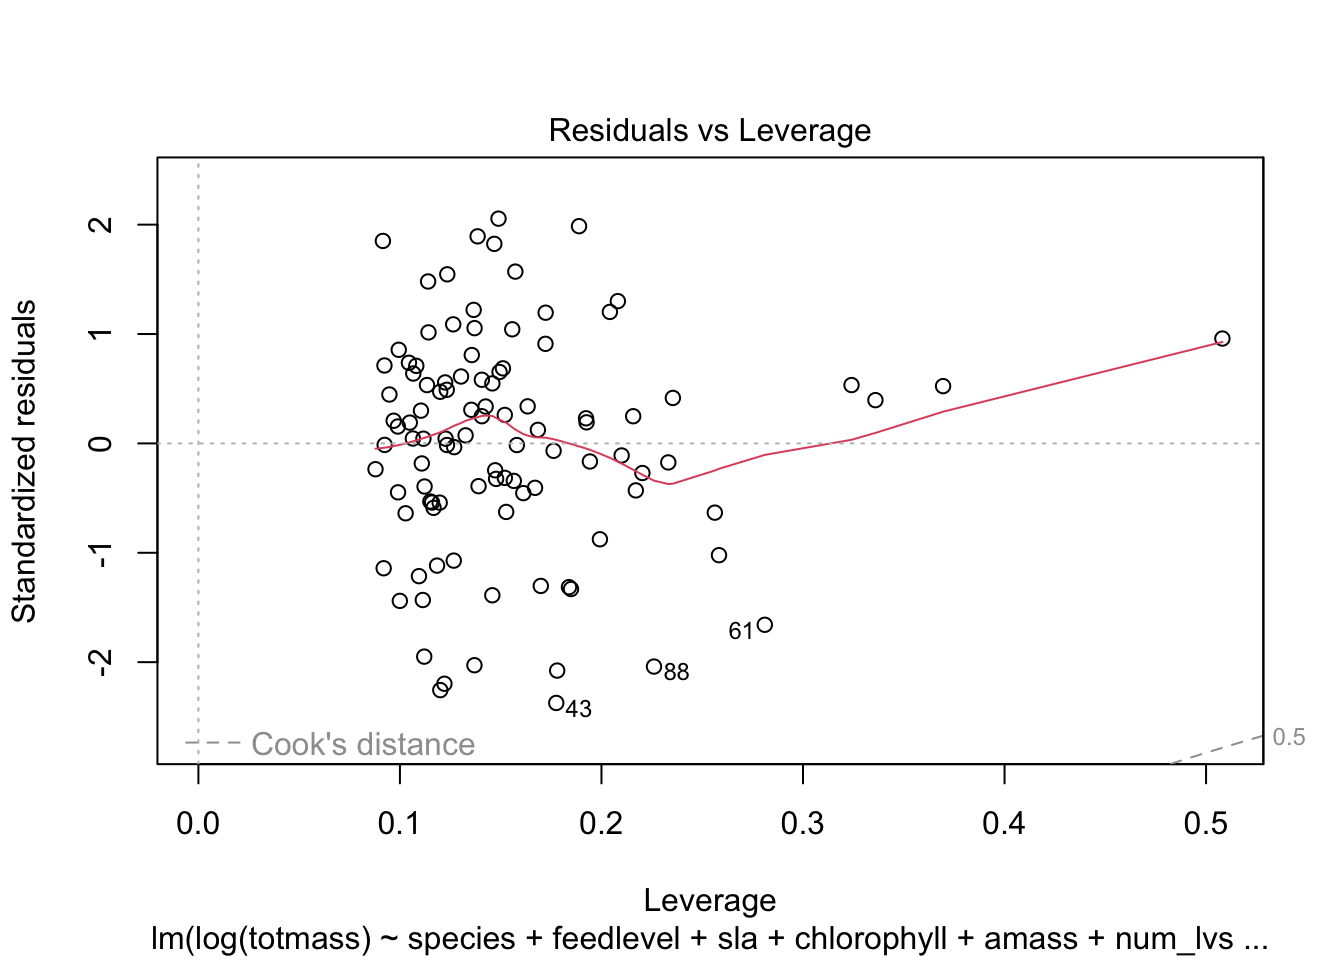 Residuals vs Leverage
Standardized residuals
2
1
0
-1
-2
61
88
43
Cook's distance
0.5
0.0 0.1 0.2 0.3 0.4 0.5
Leverage
lm(log(totmass) ~ species + feedlevel + sla + chlorophyll + amass + num_lvs ...